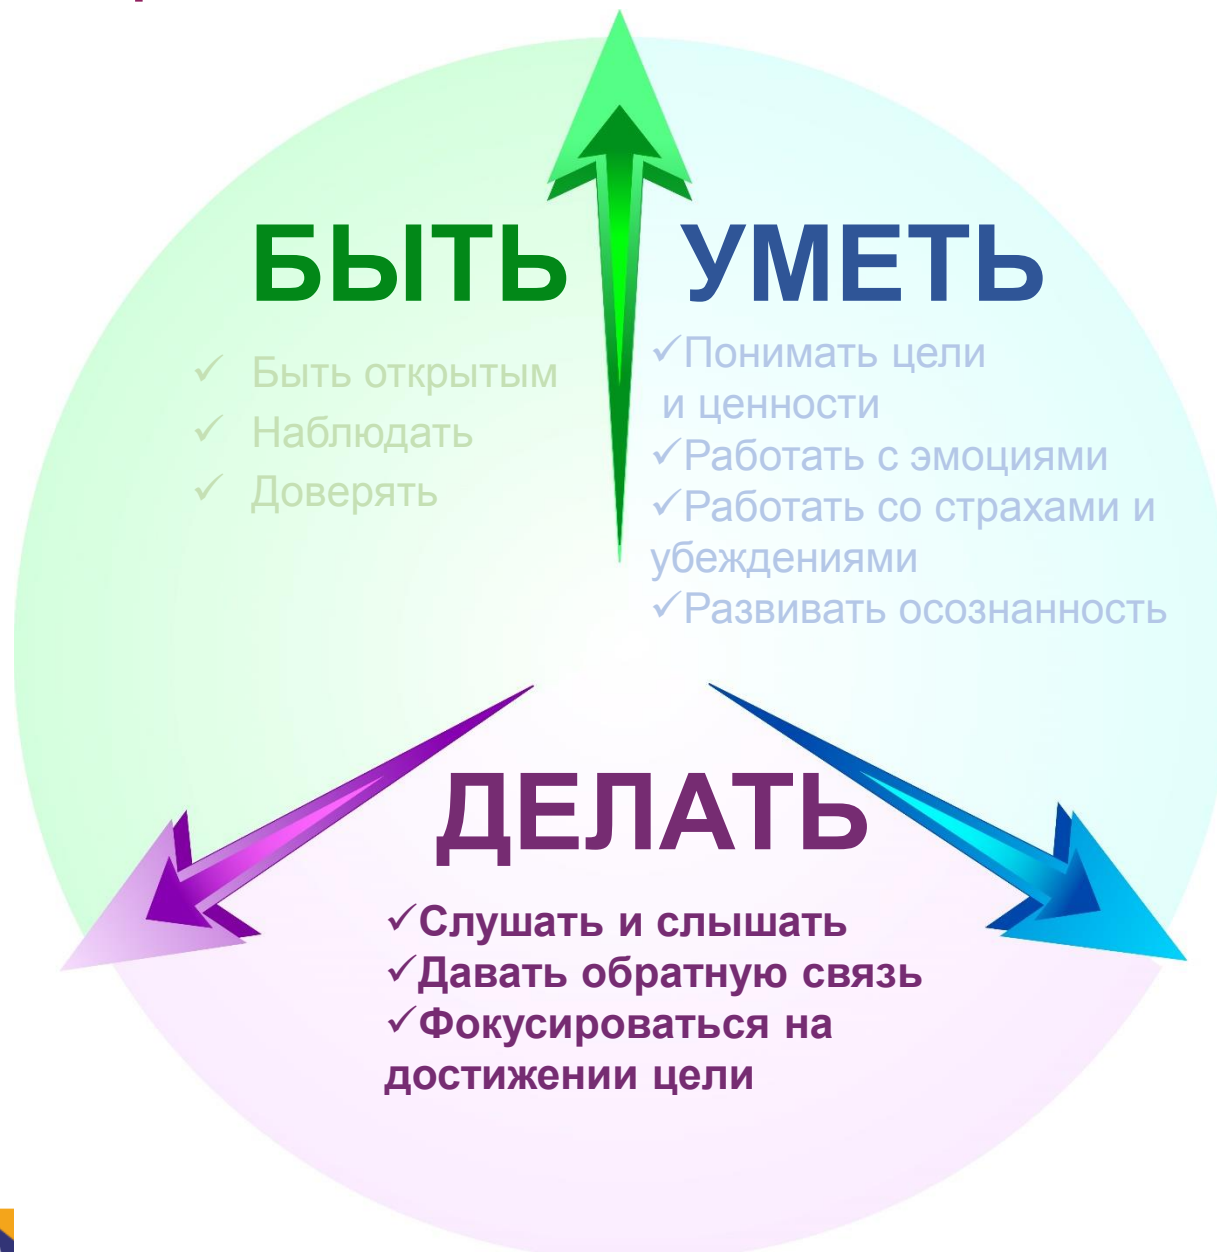 БЫТЬ
✓ Быть открытым
✓ Наблюдать
✓ Доверять
УМЕТЬ
✓Понимать цели
и ценности
✓Работать с эмоциями
✓Работать со страхами и
убеждениями
✓Развивать осознанность
ДЕЛАТЬ
✓Слушать и слышать
✓Давать обратную связь
✓Фокусироваться на
достижении цели